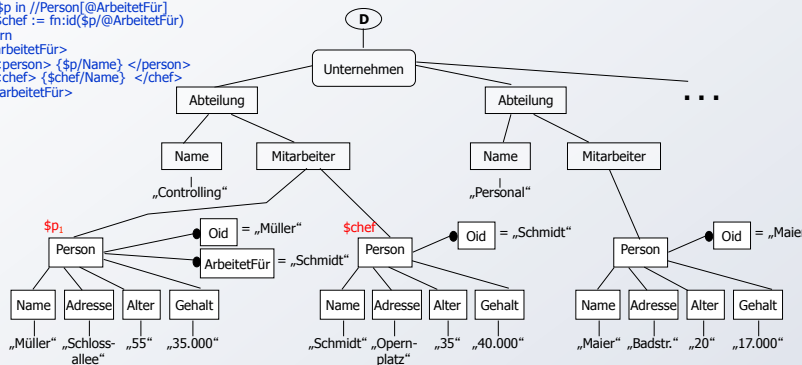 $p in //Person[@ArbeitetFür]
chef := fn:id($p/@ArbeitetFür)
rn
rbeitetFür>
person> {$p/Name} </person>
chef> {$chef/Name} </chef>
arbeitetFür>
D
Unternehmen
Abteilung
Abteilung
...
Name
Mitarbeiter
Name
Mitarbeiter
„Controlling“
„Personal“
$p1
Person
Oid = „Müller“
ArbeitetFür = „Schmidt“
$chef
Person
Oid = „Schmidt“
Person
Oid = „Maier
Name Adresse Alter Gehalt
Name Adresse Alter Gehalt
Name Adresse Alter Gehalt
„Müller“ „Schloss-
allee“ „55“ „35.000“
„Schmidt“ „Opern-
platz“ „35“ „40.000“
„Maier“ „Badstr.“ „20“ „17.000“